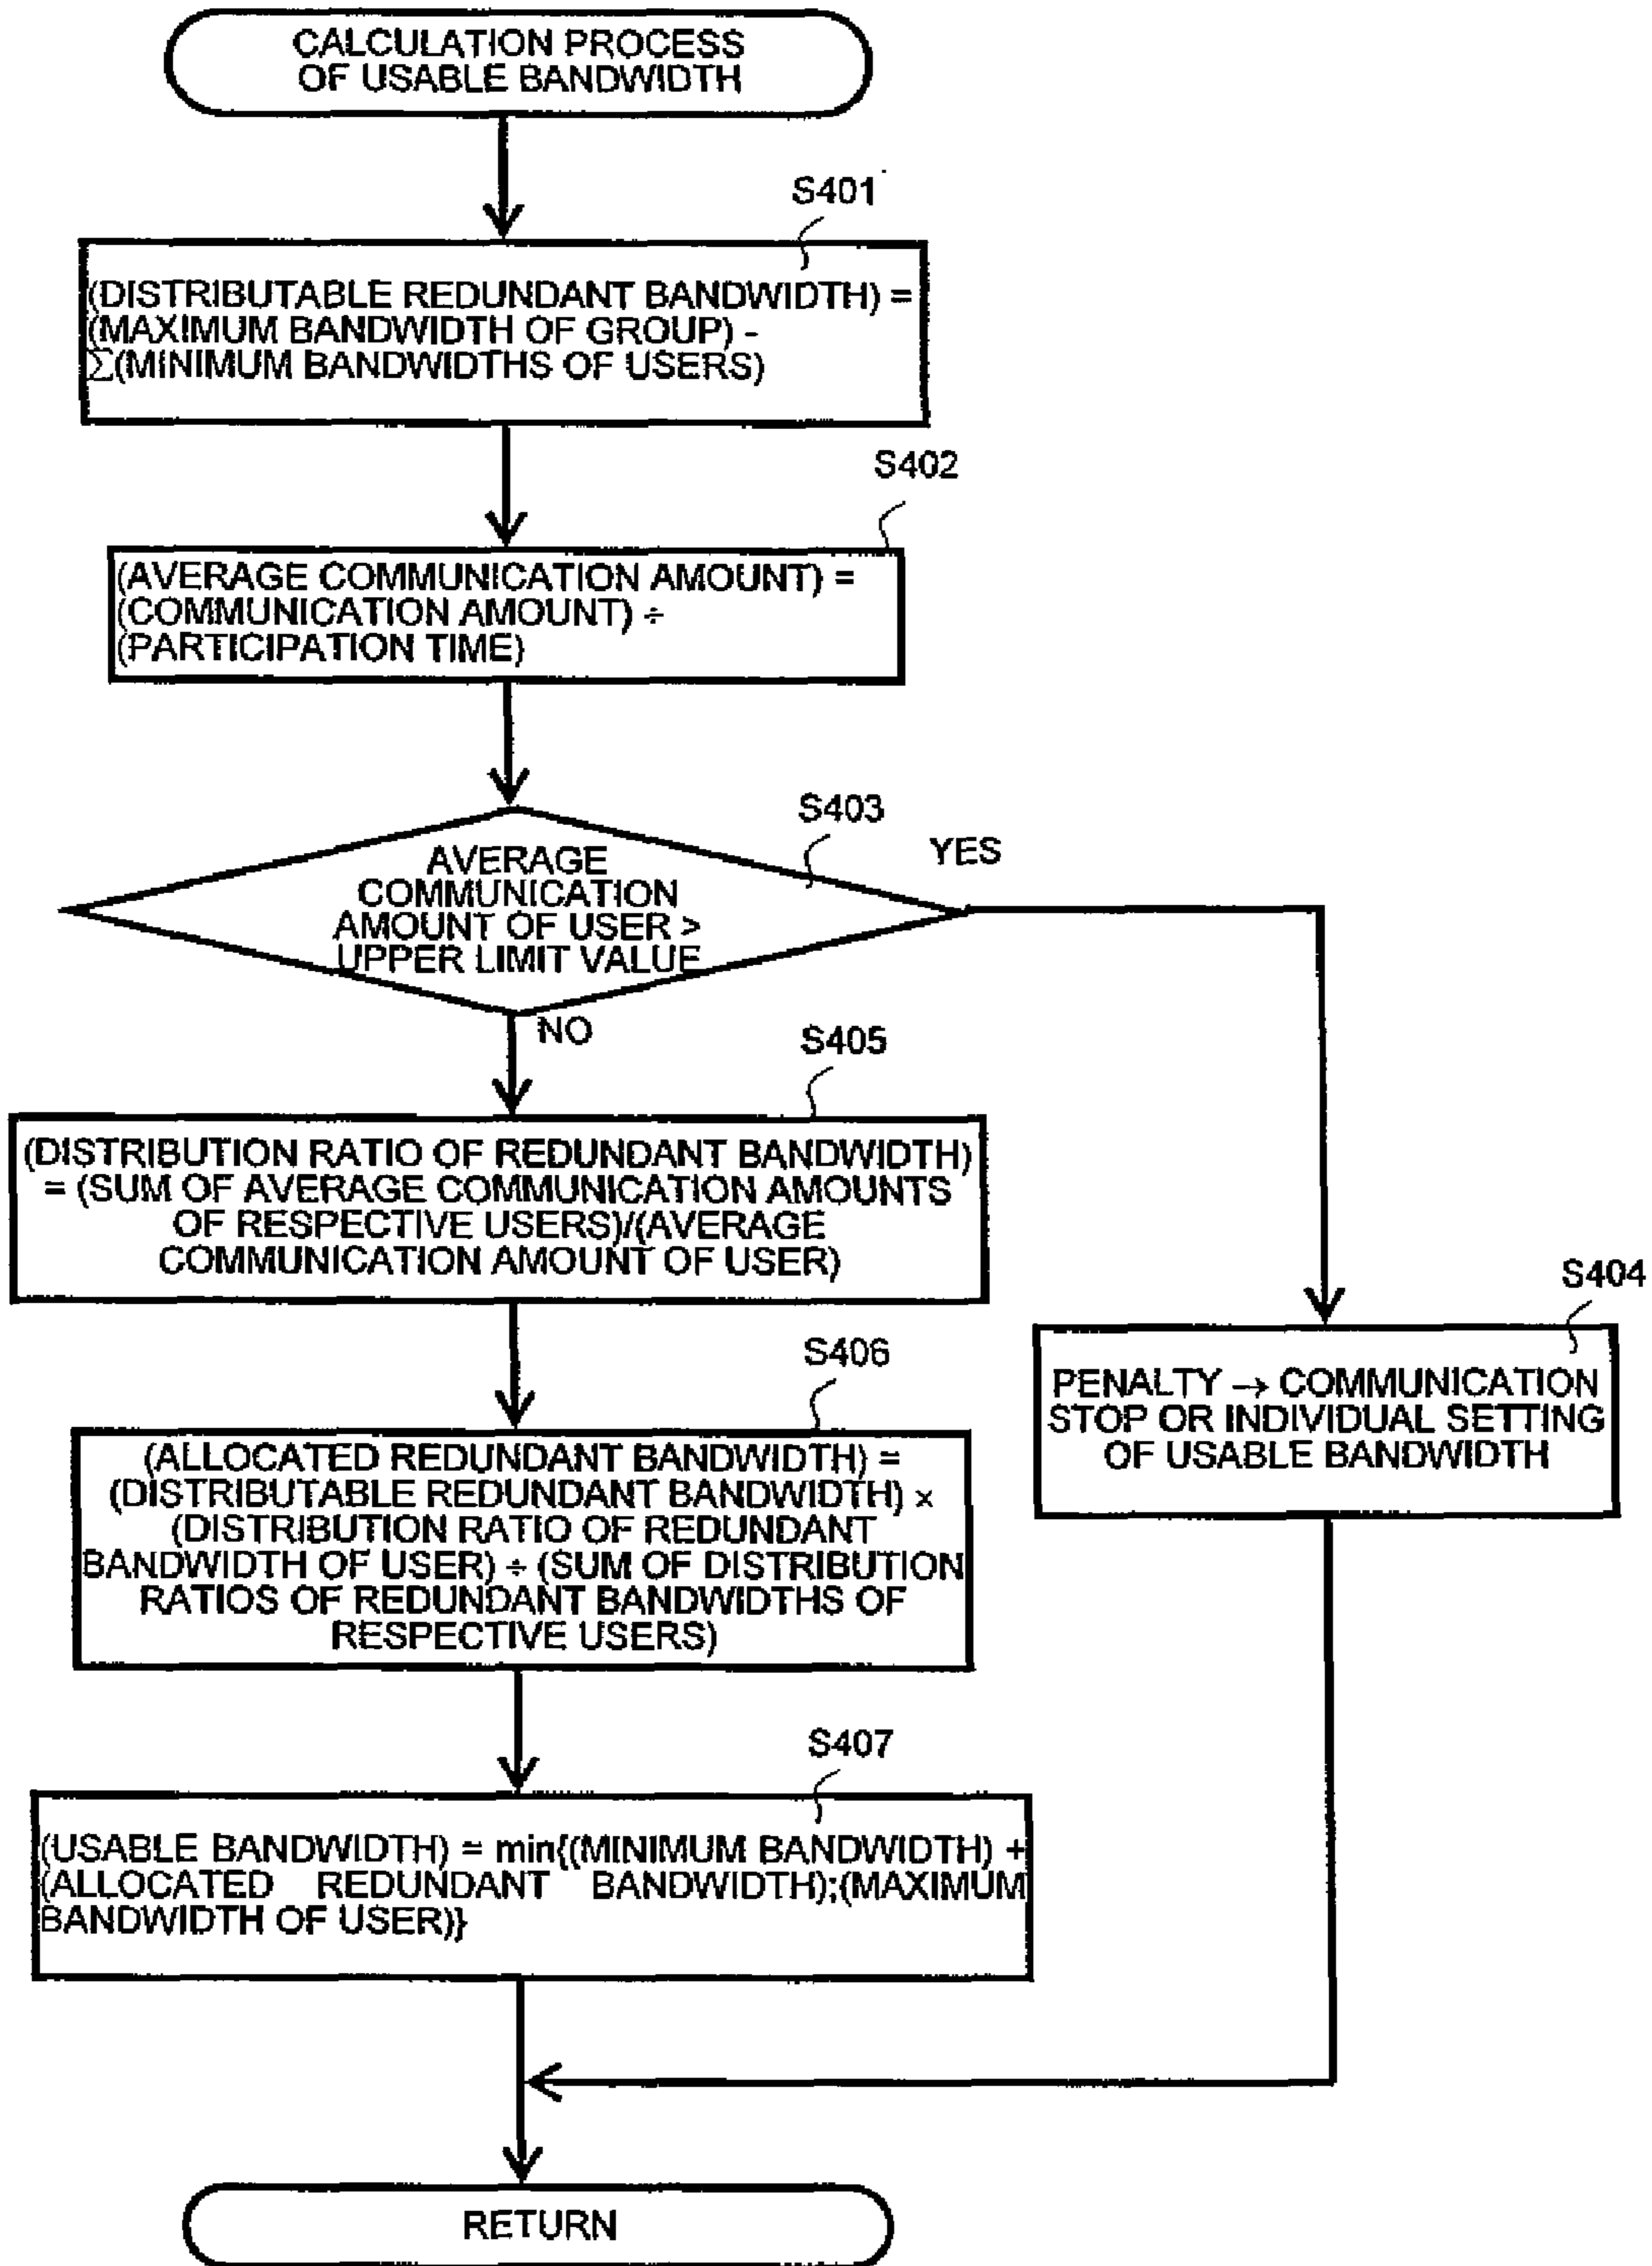 CALCULATION PROCESS
OF USABLE BANDWIDTH
S401
(DISTRIBUTABLE REDUNDANT BANDWIDTH) =
(MAXIMUM BANDWIDTH OF GROUP) -
∑(MINIMUM BANDWIDTHS OF USERS)
S402
(AVERAGE COMMUNICATION AMOUNT) =
(COMMUNICATION AMOUNT) ÷
(PARTICIPATION TIME)
S403
YES
AVERAGE
COMMUNICATION
AMOUNT OF USER >
UPPER LIMIT VALUE
NO
S405
(DISTRIBUTION RATIO OF REDUNDANT BANDWIDTH)
= (SUM OF AVERAGE COMMUNICATION AMOUNTS
OF RESPECTIVE USERS)/(AVERAGE
COMMUNICATION AMOUNT OF USER)
S404
PENALTY → COMMUNICATION
STOP OR INDIVIDUAL SETTING
OF USABLE BANDWIDTH
S406
(ALLOCATED REDUNDANT BANDWIDTH) =
(DISTRIBUTABLE REDUNDANT BANDWIDTH) ×
(DISTRIBUTION RATIO OF REDUNDANT
BANDWIDTH OF USER) ÷ (SUM OF DISTRIBUTION
RATIOS OF REDUNDANT BANDWIDTHS OF
RESPECTIVE USERS)
S407
(USABLE BANDWIDTH) = min{(MINIMUM BANDWIDTH) +
(ALLOCATED REDUNDANT BANDWIDTH);(MAXIMUM
BANDWIDTH OF USER)}
RETURN